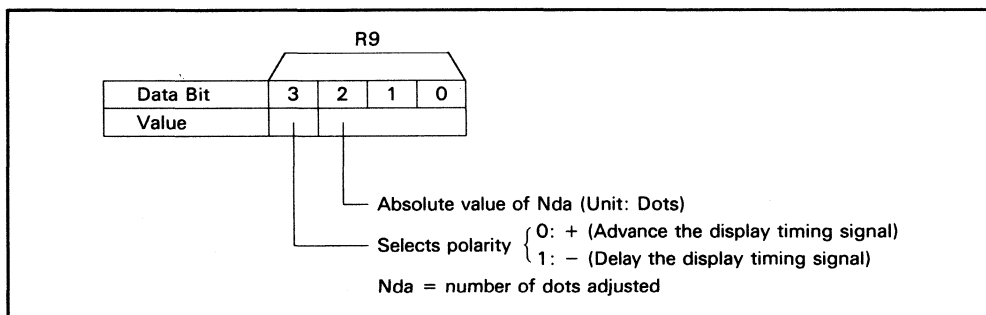 R9
Data Bit 3 2 1 0
Value
Absolute value of Nda (Unit: Dots)
Selects polarity { 0: + (Advance the display timing signal)
1: − (Delay the display timing signal)
Nda = number of dots adjusted